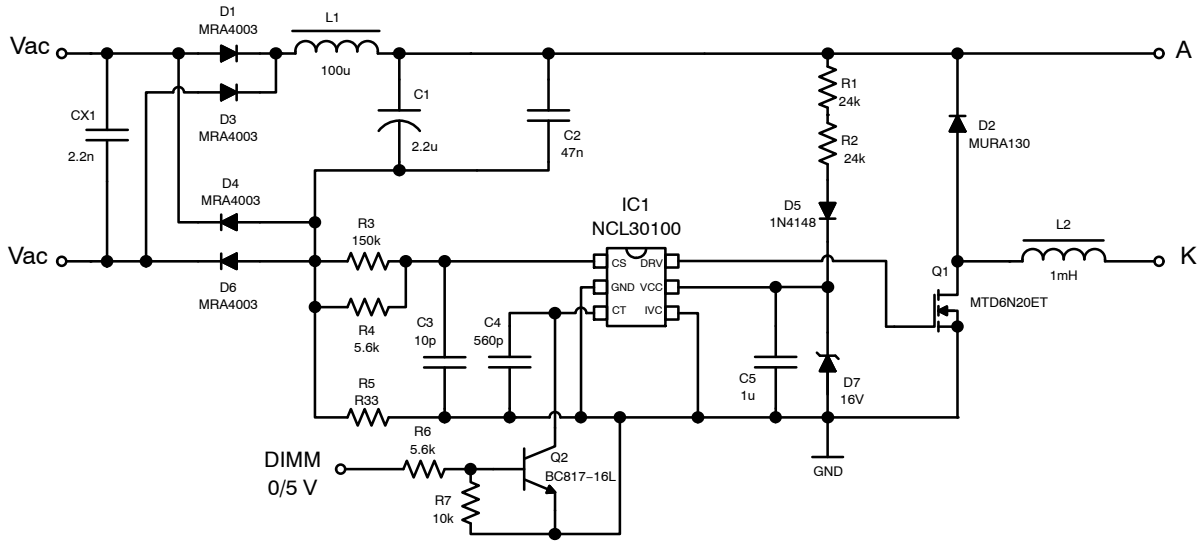 D1
MRA4003
L1
100u
Vac
A
D3
MRA4003
CX1
2.2n
C1
2.2u
C2
47n
R1
24k
R2
24k
D2
MURA130
D4
MRA4003
D5
1N4148
IC1
NCL30100
R3
150k
Vac
D6
MRA4003
CS
DRV
GND
VCC
CT
IVC
L2
1mH
K
Q1
MTD6N20ET
R4
5.6k
C3
10p
C4
560p
C5
1u
D7
16V
R5
R33
R6
5.6k
DIMM
0/5 V
Q2
BC817–16L
R7
10k
GND